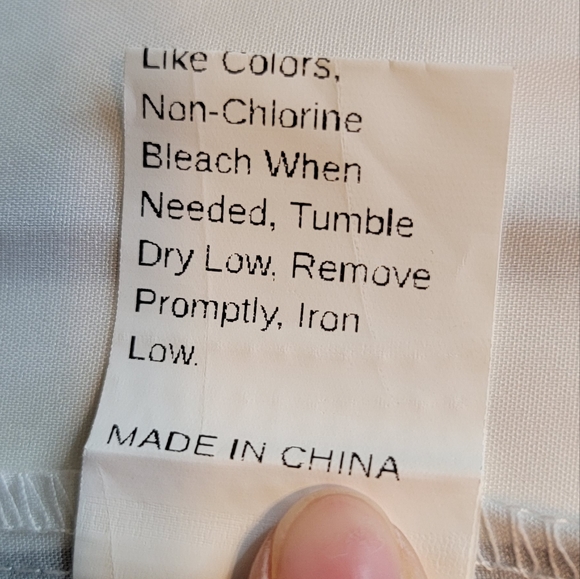 Like Colors,
Non-Chlorine
Bleach When
Needed, Tumble
Dry Low. Remove
Promptly, Iron
Low.
MADE IN CHINA